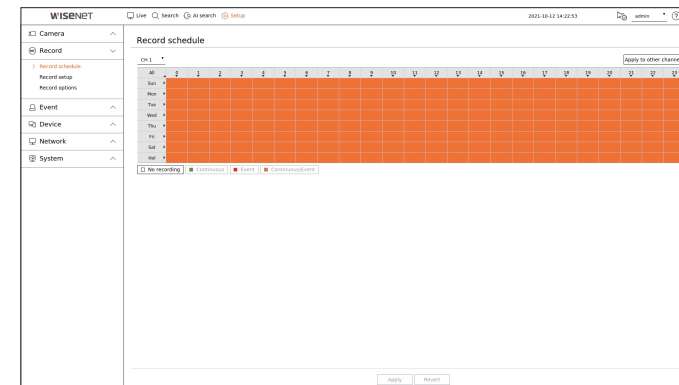 WISENET
Live Search AI search Setup 2021-10-12 14:22:53 admin ?
Camera
Record
Record schedule
Record setup
Record options
Event
Device
Network
System
Record schedule
CH 1 Apply to other channe
All 0 1 2 3 4 5 6 7 8 9 10 11 12 13 14 15 16 17 18 19 20 21 22 23
Sun
Mon
Tue
Wed
Thu
Fri
Sat
Hol
No recording Continuous Event Continuous/Event
Apply Revert